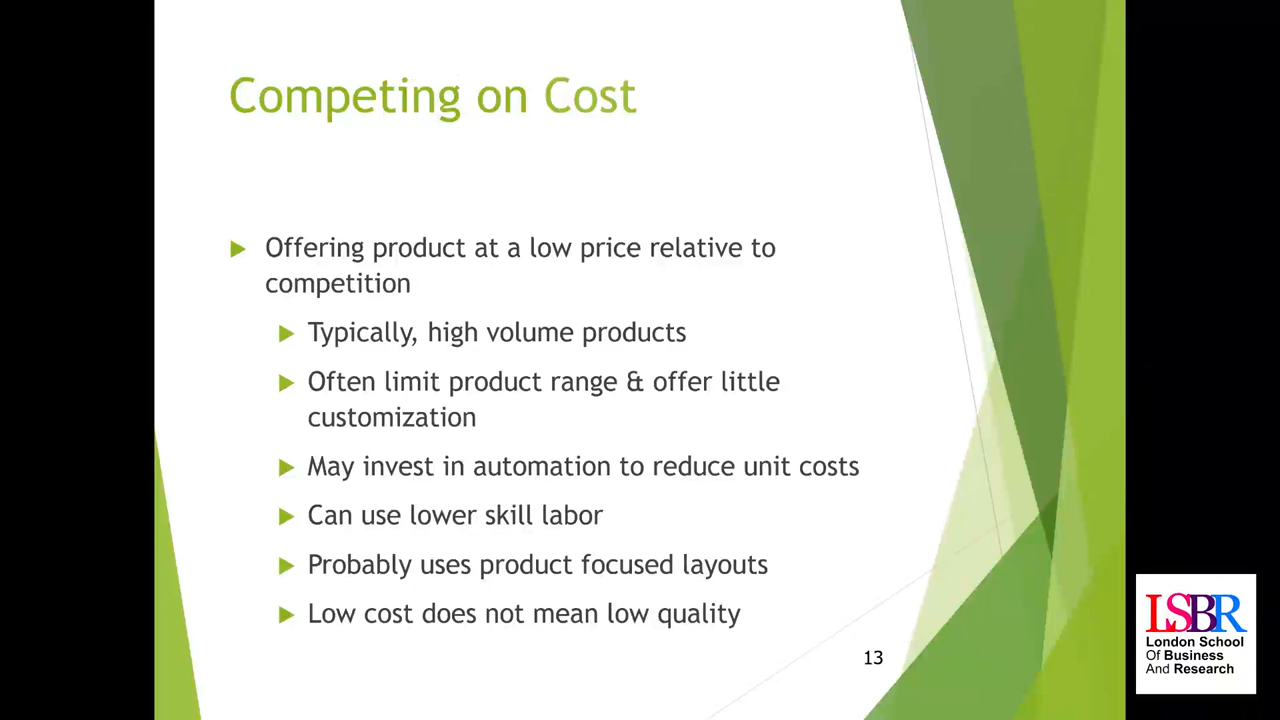 Competing on Cost
Offering product at a low price relative to
competition
Typically, high volume products
Often limit product range & offer little
customization
May invest in automation to reduce unit costs
Can use lower skill labor
Probably uses product focused layouts
Low cost does not mean low quality
13
LSBR
London School
Of Business
And Research